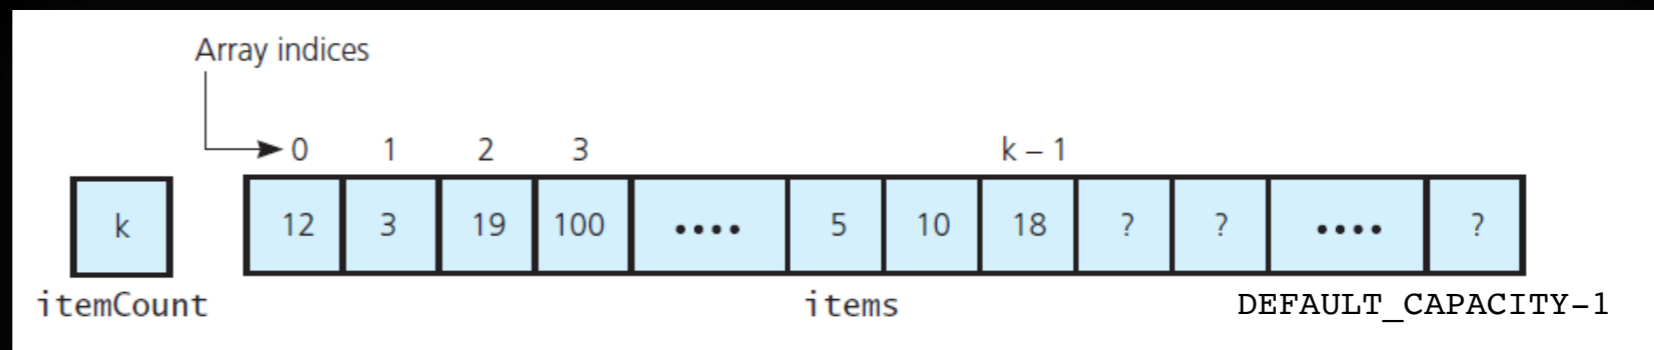 Array indices
0 1 2 3 k – 1
k 12 3 19 100 •••• 5 10 18 ? ? •••• ?
itemCount items DEFAULT_CAPACITY-1